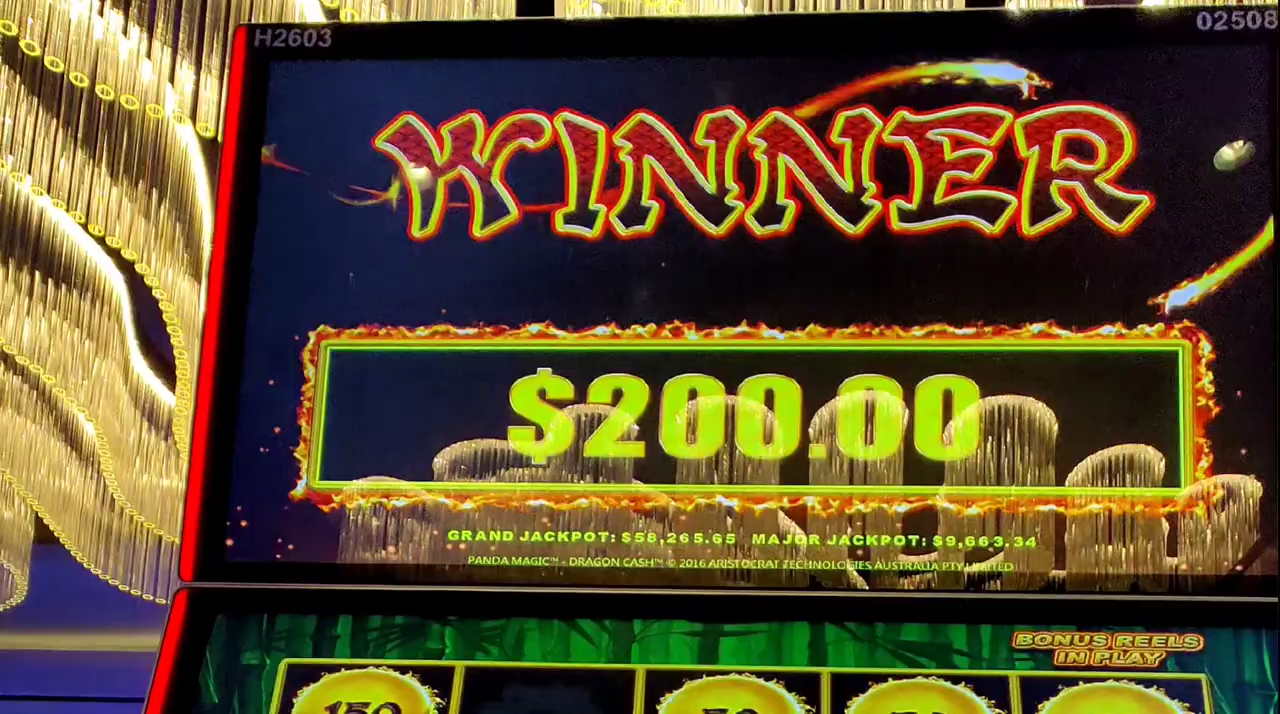 H2603
02508
WINNER
$200.00
GRAND JACKPOT: $58,265.65 MAJOR JACKPOT: $9,663.34
PANDA MAGIC™ - DRAGON CASH™ © 2016 ARISTOCRAT TECHNOLOGIES AUSTRALIA PTY LIMITED
BONUS REELS
IN PLAY
150